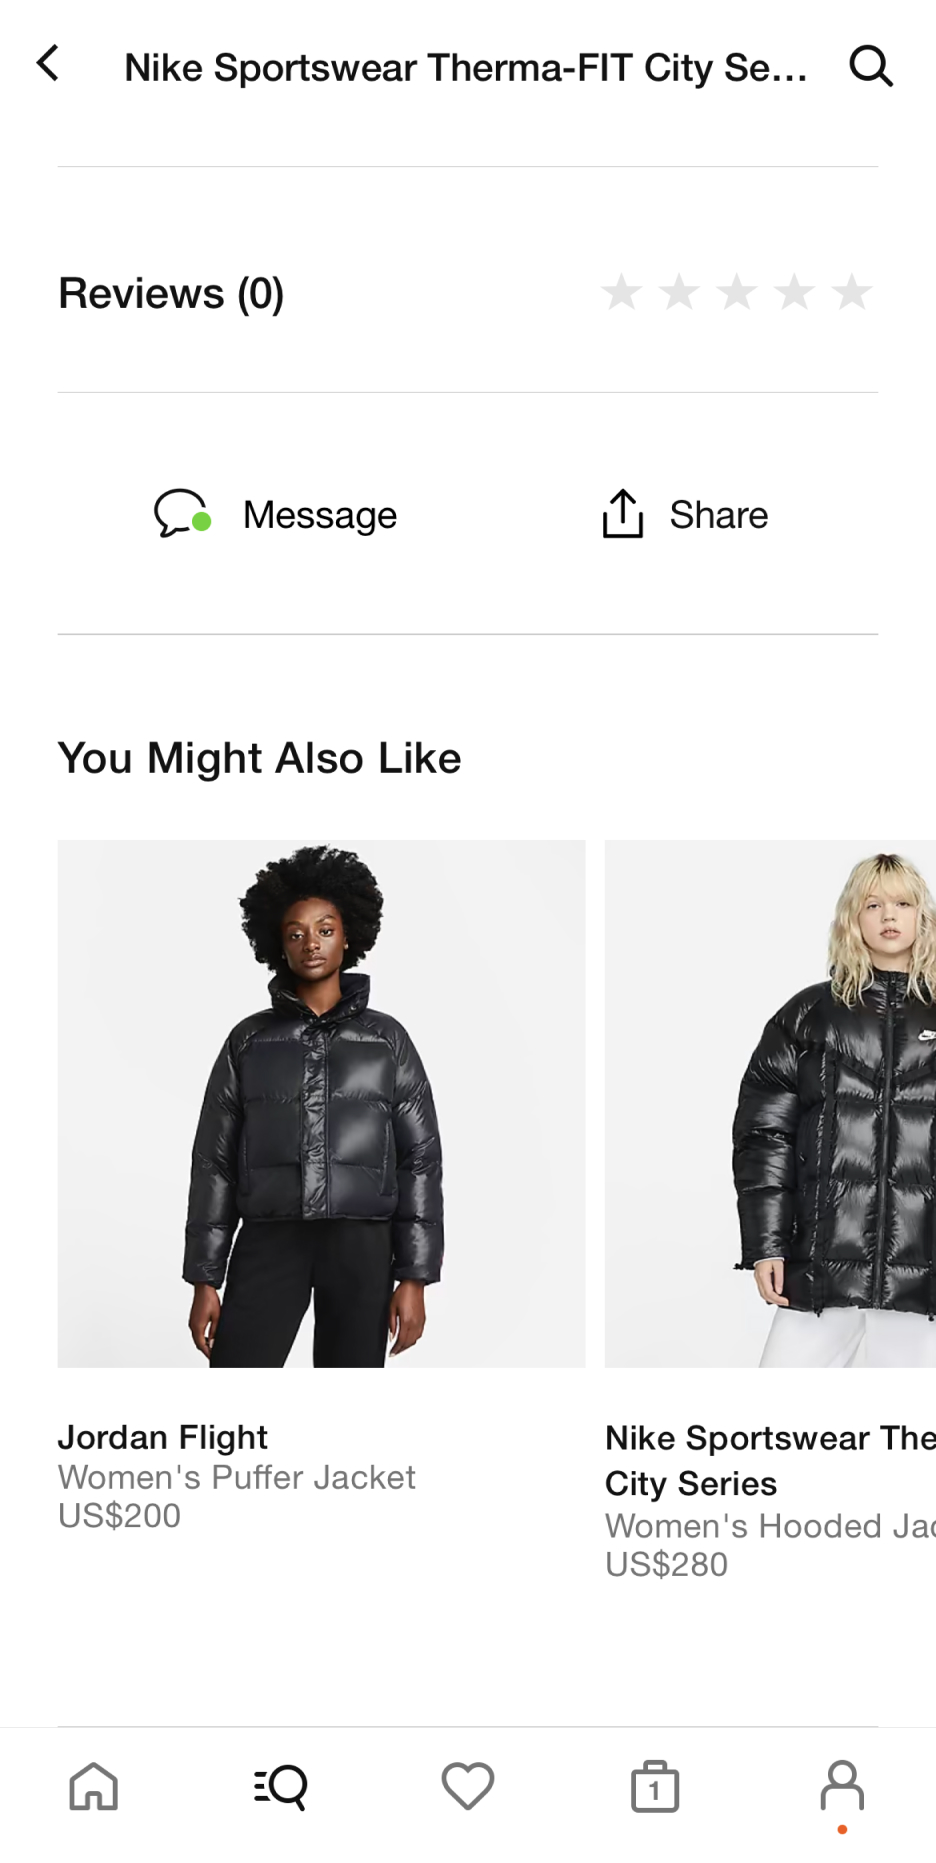 Nike Sportswear Therma-FIT City Se...
Reviews (0)
Message
Share
You Might Also Like
Jordan Flight
Women's Puffer Jacket
US$200
Nike Sportswear The
City Series
Women's Hooded Jac
US$280
1